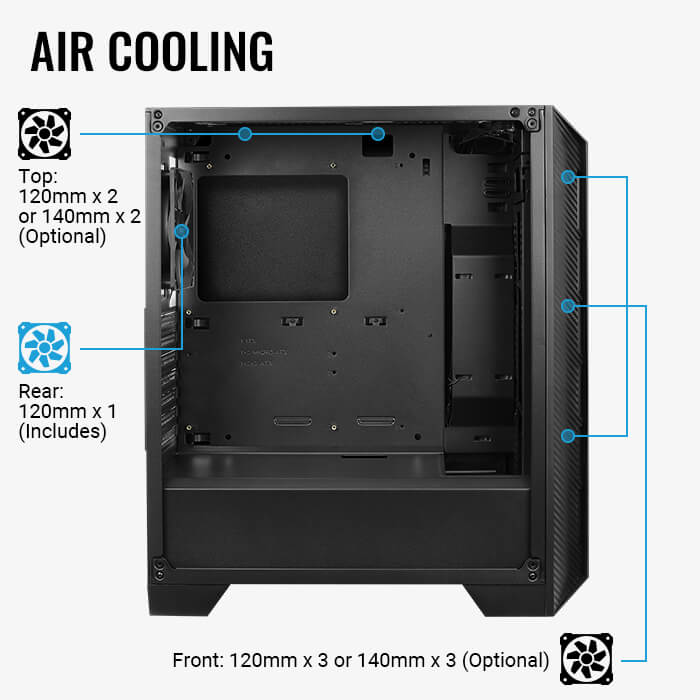 AIR COOLING
Top:
120mm x 2
or 140mm x 2
(Optional)
Rear:
120mm x 1
(Includes)
Front: 120mm x 3 or 140mm x 3 (Optional)